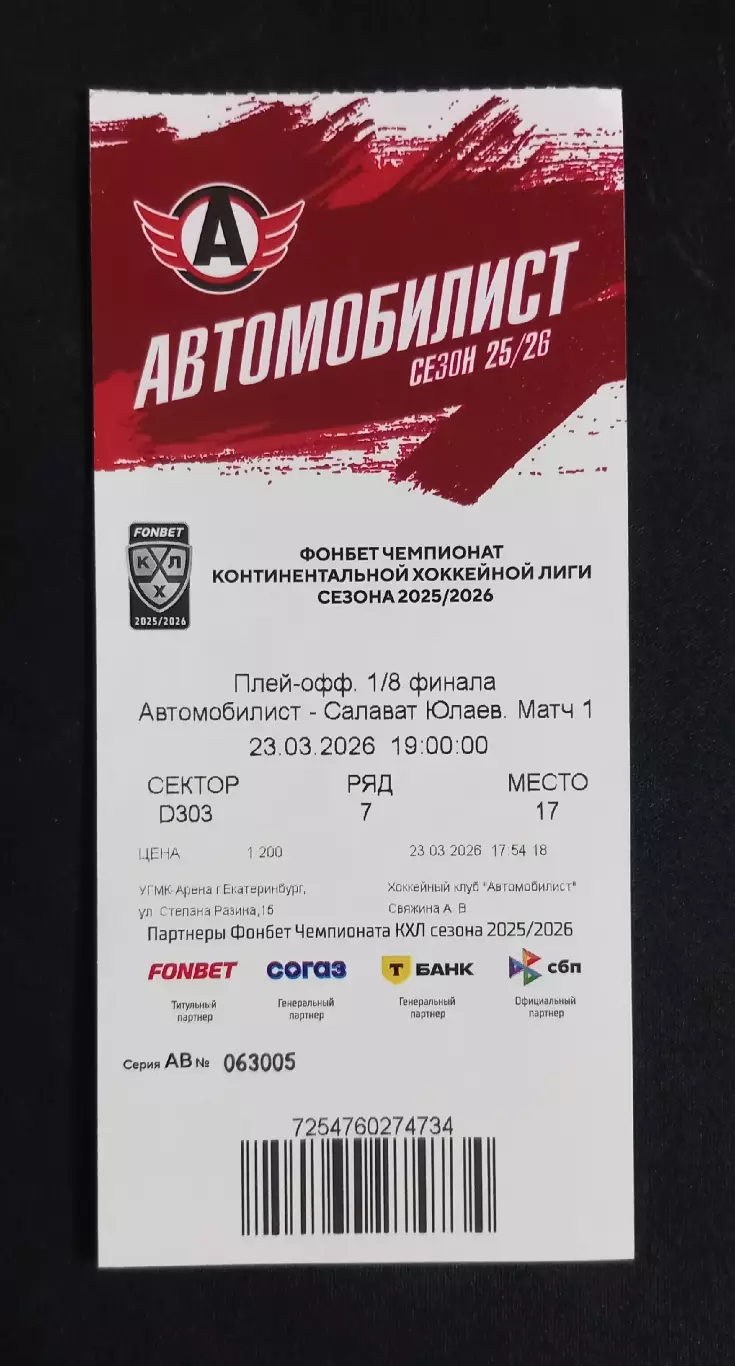 А
АВТОМОБИЛИСТ
СЕЗОН 25/26
FONBET
К Х Л
2025/2026
ФОНБЕТ ЧЕМПИОНАТ
КОНТИНЕНТАЛЬНОЙ ХОККЕЙНОЙ ЛИГИ
СЕЗОНА 2025/2026
Плей-офф. 1/8 финала
Автомобилист - Салават Юлаев. Матч 1
23.03.2026 19:00:00
СЕКТОР РЯД МЕСТО
D303 7 17
ЦЕНА 1 200 23.03.2026 17:54:18
УГМК-Арена г.Екатеринбург, Хоккейный клуб "Автомобилист"
ул. Степана Разина,15 Свяжина А. В.
Партнеры Фонбет Чемпионата КХЛ сезона 2025/2026
FONBET СОГАЗ Т БАНК сбп
Титульный партнер Генеральный партнер Генеральный партнер Официальный партнер
Серия АВ № 063005
7254760274734